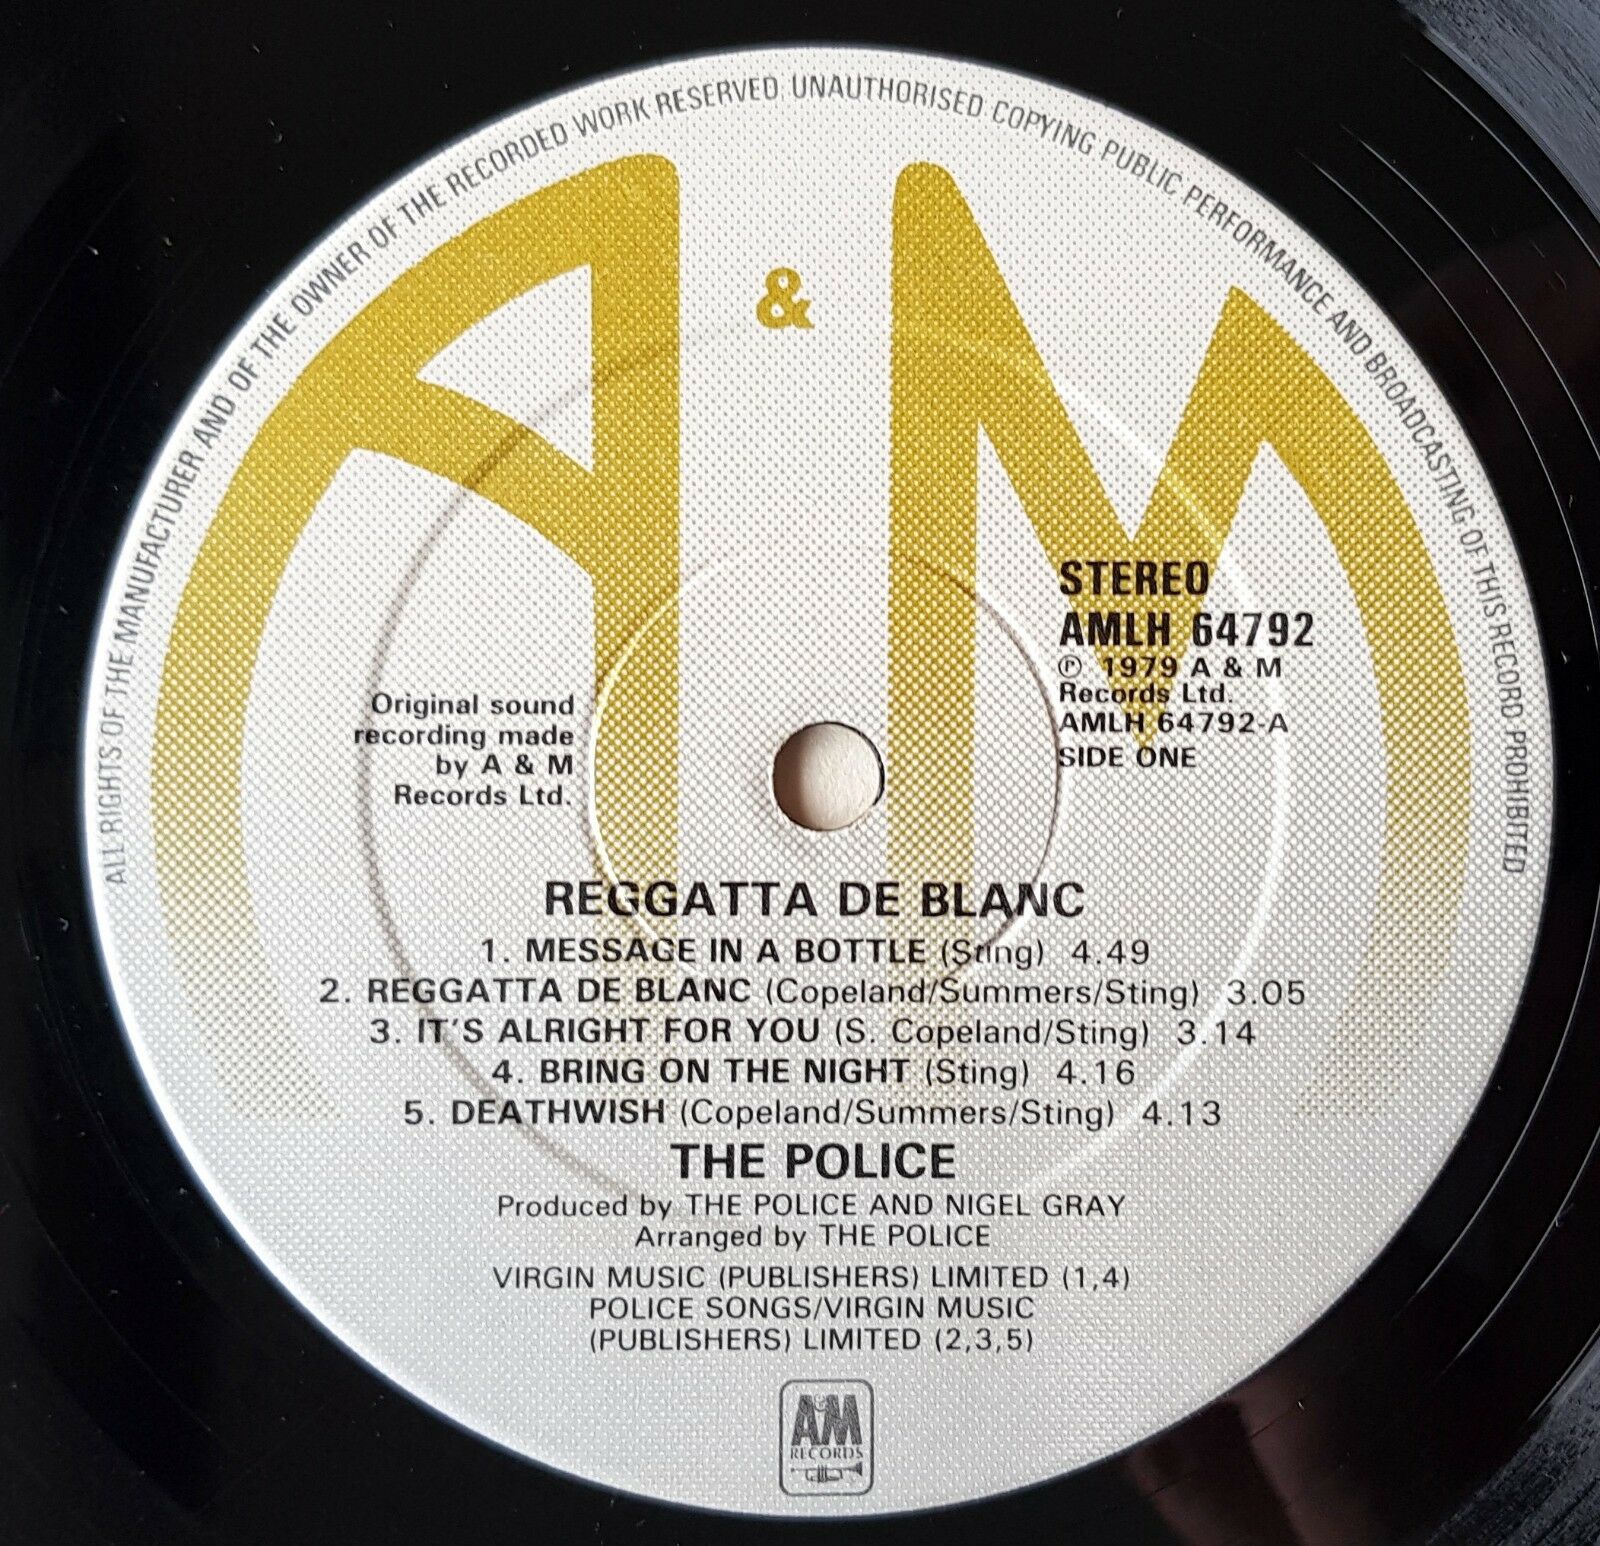 ALL RIGHTS OF THE MANUFACTURER AND OF THE OWNER OF THE RECORDED WORK RESERVED UNAUTHORISED COPYING PUBLIC PERFORMANCE AND BROADCASTING OF THIS RECORD PROHIBITED
A & M
STEREO
AMLH 64792
℗ 1979 A & M
Records Ltd.
AMLH 64792-A
SIDE ONE
Original sound
recording made
by A & M
Records Ltd.
REGGATTA DE BLANC
1. MESSAGE IN A BOTTLE (Sting) 4.49
2. REGGATTA DE BLANC (Copeland/Summers/Sting) 3.05
3. IT'S ALRIGHT FOR YOU (S. Copeland/Sting) 3.14
4. BRING ON THE NIGHT (Sting) 4.16
5. DEATHWISH (Copeland/Summers/Sting) 4.13
THE POLICE
Produced by THE POLICE AND NIGEL GRAY
Arranged by THE POLICE
VIRGIN MUSIC (PUBLISHERS) LIMITED (1,4)
POLICE SONGS/VIRGIN MUSIC
(PUBLISHERS) LIMITED (2,3,5)
A&M
RECORDS